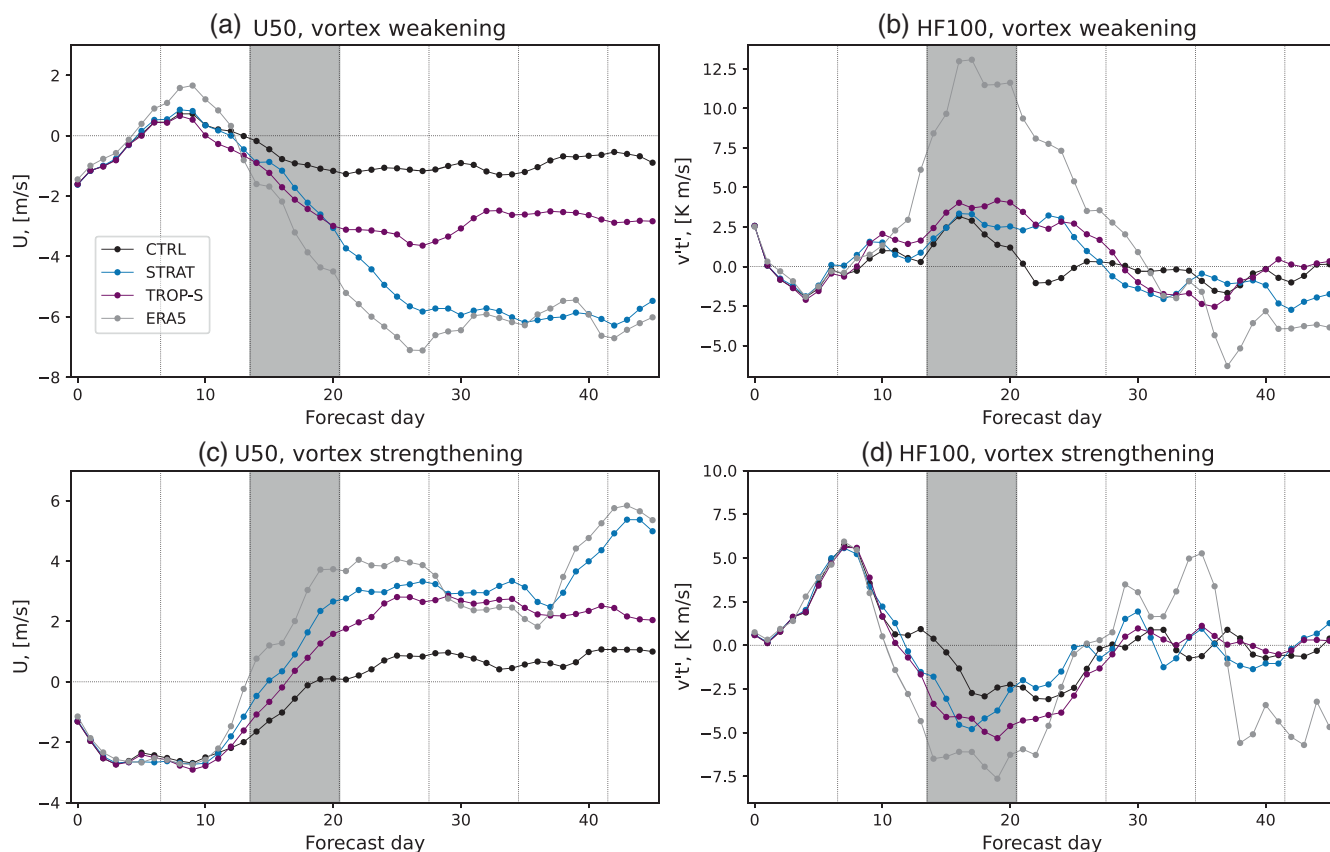 (a) U50, vortex weakening
U, [m/s]
2
0
−2
−4
−6
−8
CTRL
STRAT
TROP-S
ERA5
0 10 20 30 40
Forecast day
(b) HF100, vortex weakening
v't', [K m/s]
12.5
10.0
7.5
5.0
2.5
0.0
−2.5
−5.0
0 10 20 30 40
Forecast day
(c) U50, vortex strengthening
U, [m/s]
6
4
2
0
−2
−4
0 10 20 30 40
Forecast day
(d) HF100, vortex strengthening
v't', [K m/s]
10.0
7.5
5.0
2.5
0.0
−2.5
−5.0
−7.5
0 10 20 30 40
Forecast day